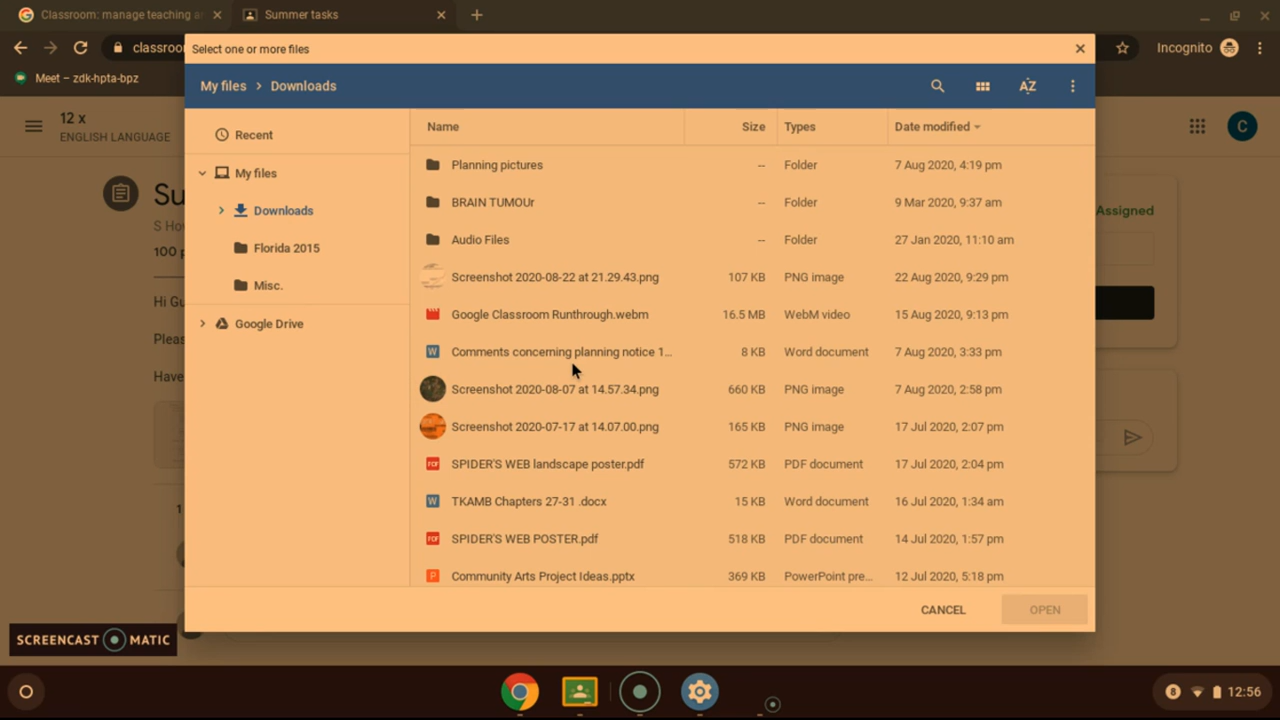 Classroom: manage teaching a
Summer tasks
classroo
Incognito
Meet – zdk-hpta-bpz
Select one or more files
My files > Downloads
AZ
12 x
ENGLISH LANGUAGE
C
Su
S Ho
100 p
Hi Gu
Pleas
Have
1
Assigned
Recent
My files
Downloads
Florida 2015
Misc.
Google Drive
Name Size Types Date modified
Planning pictures -- Folder 7 Aug 2020, 4:19 pm
BRAIN TUMOUr -- Folder 9 Mar 2020, 9:37 am
Audio Files -- Folder 27 Jan 2020, 11:10 am
Screenshot 2020-08-22 at 21.29.43.png 107 KB PNG image 22 Aug 2020, 9:29 pm
Google Classroom Runthrough.webm 16.5 MB WebM video 15 Aug 2020, 9:13 pm
W Comments concerning planning notice 1... 8 KB Word document 7 Aug 2020, 3:33 pm
Screenshot 2020-08-07 at 14.57.34.png 660 KB PNG image 7 Aug 2020, 2:58 pm
Screenshot 2020-07-17 at 14.07.00.png 165 KB PNG image 17 Jul 2020, 2:07 pm
PDF SPIDER'S WEB landscape poster.pdf 572 KB PDF document 17 Jul 2020, 2:04 pm
W TKAMB Chapters 27-31 .docx 15 KB Word document 16 Jul 2020, 1:34 am
PDF SPIDER'S WEB POSTER.pdf 518 KB PDF document 14 Jul 2020, 1:57 pm
P Community Arts Project Ideas.pptx 369 KB PowerPoint pre... 12 Jul 2020, 5:18 pm
CANCEL
OPEN
SCREENCAST MATIC
8 12:56